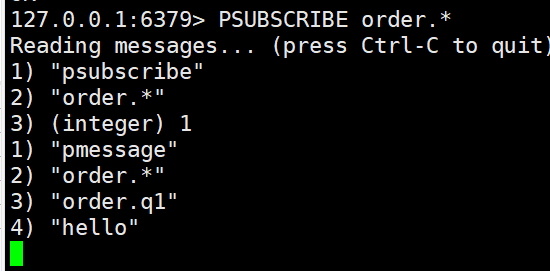 127.0.0.1:6379> PSUBSCRIBE order.*
Reading messages... (press Ctrl-C to quit)
1) "psubscribe"
2) "order.*"
3) (integer) 1
1) "pmessage"
2) "order.*"
3) "order.q1"
4) "hello"